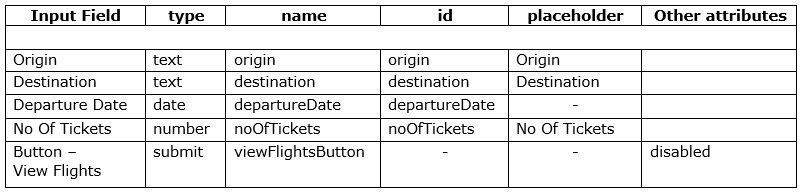 Input Field type name id placeholder Other attributes
Origin text origin origin Origin
Destination text destination destination Destination
Departure Date date departureDate departureDate -
No Of Tickets number noOfTickets noOfTickets No Of Tickets
Button – submit viewFlightsButton - - disabled
View Flights